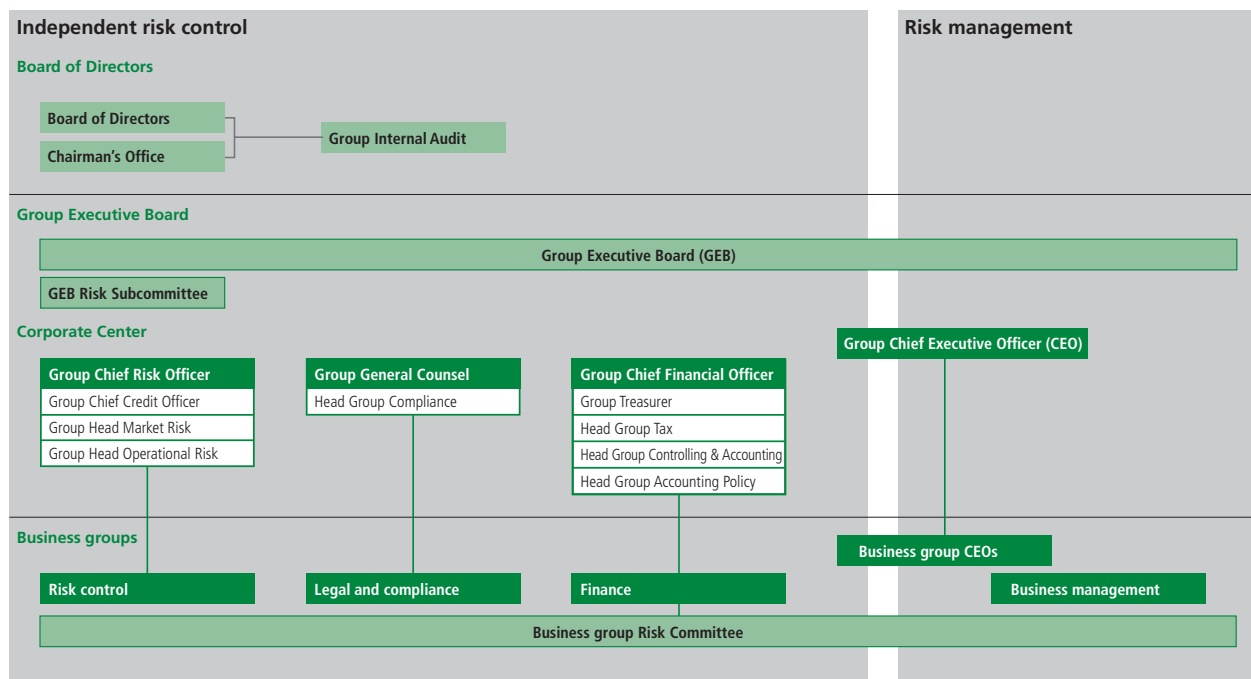 Independent risk control
Risk management
Board of Directors
Board of Directors
Chairman's Office
Group Internal Audit
Group Executive Board
Group Executive Board (GEB)
GEB Risk Subcommittee
Corporate Center
Group Chief Executive Officer (CEO)
Group Chief Risk Officer
Group Chief Credit Officer
Group Head Market Risk
Group Head Operational Risk
Group General Counsel
Head Group Compliance
Group Chief Financial Officer
Group Treasurer
Head Group Tax
Head Group Controlling & Accounting
Head Group Accounting Policy
Business groups
Business group CEOs
Risk control
Legal and compliance
Finance
Business management
Business group Risk Committee